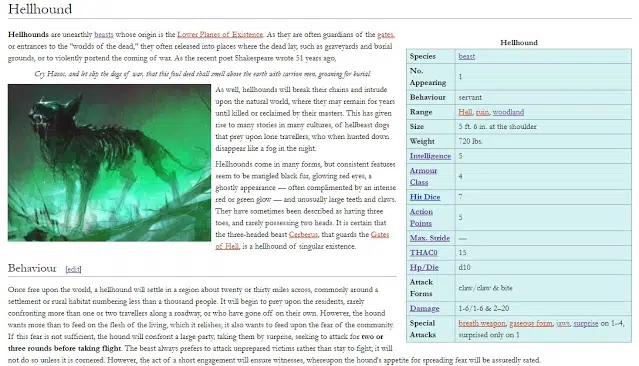 Hellhound
Hellhounds are unearthly beasts whose origin is the Lower Planes of Existence. As they are often guardians of the gates,
or entrances to the "worlds of the dead," they often released into places where the dead lay, such as graveyards and burial
grounds, or to violently portend the coming of war. As the recent poet Shakespeare wrote 51 years ago,
Cry Havoc, and let slip the dogs of war, that this foul deed shall smell above the earth with carrion men, groaning for burial.
As well, hellhounds will break their chains and intrude
upon the natural world, where they may remain for years
until killed or reclaimed by their masters. This has given
rise to many stories in many cultures, of hellbeast dogs
that prey upon lone travellers, who when hunted down
disappear like a fog in the night.
Hellhounds come in many forms, but consistent features
seem to be mangled black fur, glowing red eyes, a
ghostly appearance — often complimented by an intense
red or green glow — and unusually large teeth and claws.
They have sometimes been described as having three
toes, and rarely possessing two heads. It is certain that
the three-headed beast Cerberus, that guards the Gates
of Hell, is a hellhound of singular existence.
Behaviour [edit]
Once free upon the world, a hellhound will settle in a region about twenty or thirty miles across, commonly around a
settlement or rural habitat numbering less than a thousand people. It will begin to prey upon the residents, rarely
confronting more than one or two travellers along a roadway, or who have gone off on their own. However, the hound
wants more than to feed on the flesh of the living, which it relishes; it also wants to feed upon the fear of the community.
If this fear is not sufficient, the hound will confront a large party, taking them by surprise, seeking to attack for two or
three rounds before taking flight. The beast always prefers to attack unprepared victims rather than stay to fight; it will
not do so unless it is cornered. However, the act of a short engagement will ensure witnesses, whereupon the hound's appetite for spreading fear will be assuredly sated.
Hellhound
Species beast
No. Appearing 1
Behaviour servant
Range Hell, ruin, woodland
Size 5 ft. 6 in. at the shoulder
Weight 720 lbs.
Intelligence 5
Armour Class 4
Hit Dice 7
Action Points 5
Max. Stride —
THAC0 15
Hp/Die d10
Attack Forms claw/claw & bite
Damage 1-6/1-6 & 2–20
Special Attacks breath weapon, gaseous form, jaws, surprise on 1–4,
surprised only on 1